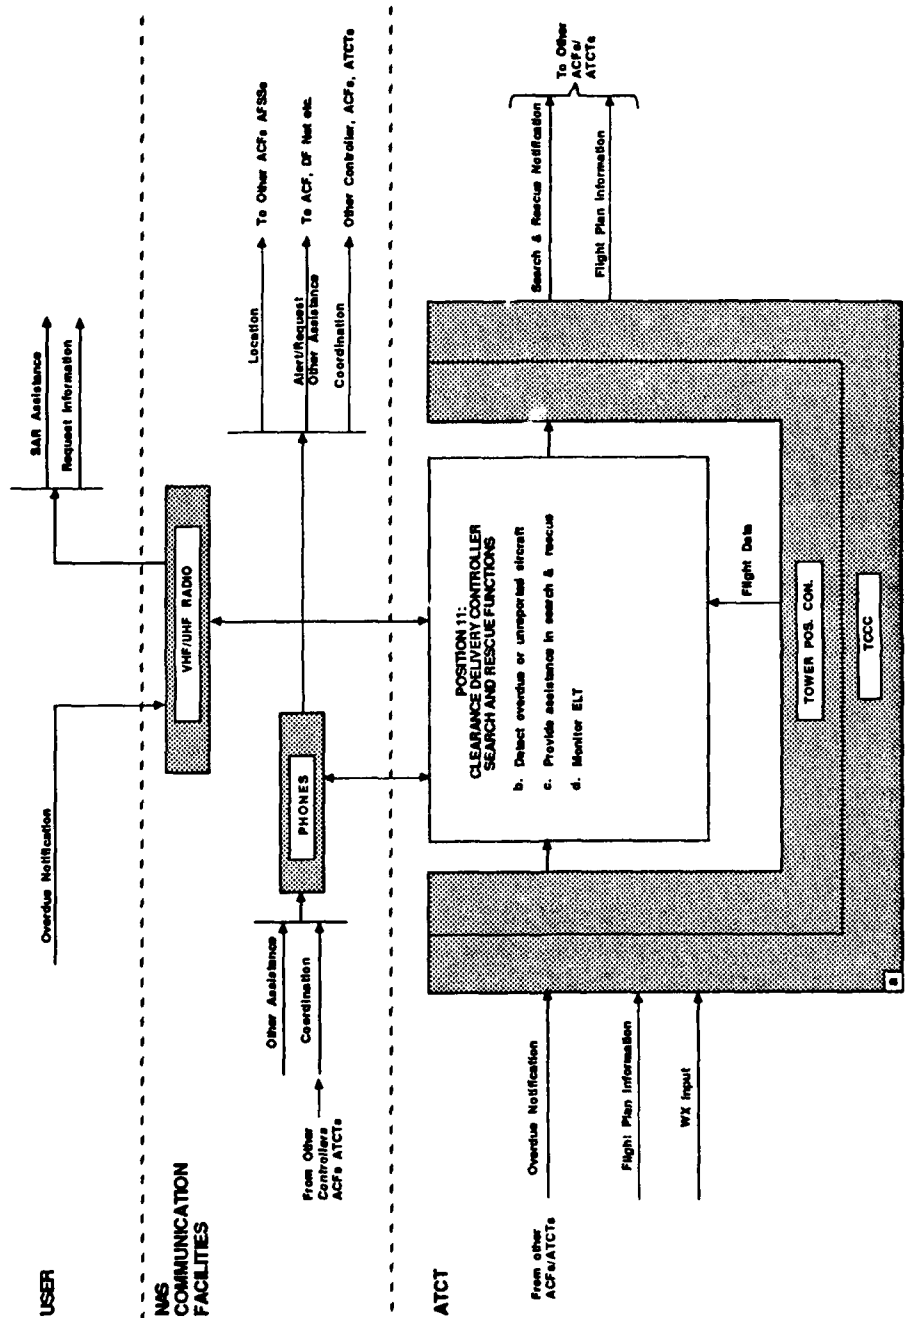 USER
Overdue Notification
SAR Assistance
Request Information
NAS
COMMUNICATION
FACILITIES
VHF/UHF RADIO
From Other
Controllers
ACFs ATCTs
Other Assistance
Coordination
PHONES
Location
To Other ACFs AFSSs
Alert/Request
Other Assistance
To ACF, DF Net etc.
Coordination
Other Controller, ACFs, ATCTs
ATCT
From other
ACFs/ATCTs
Overdue Notification
Flight Plan Information
WX Input
POSITION 11:
CLEARANCE DELIVERY CONTROLLER
SEARCH AND RESCUE FUNCTIONS
b. Detect overdue or unreported aircraft
c. Provide assistance in search & rescue
d. Monitor ELT
Flight Data
TOWER POS. CON.
TCCC
a
Search & Rescue Notification
Flight Plan Information
To Other
ACFs/
ATCTs